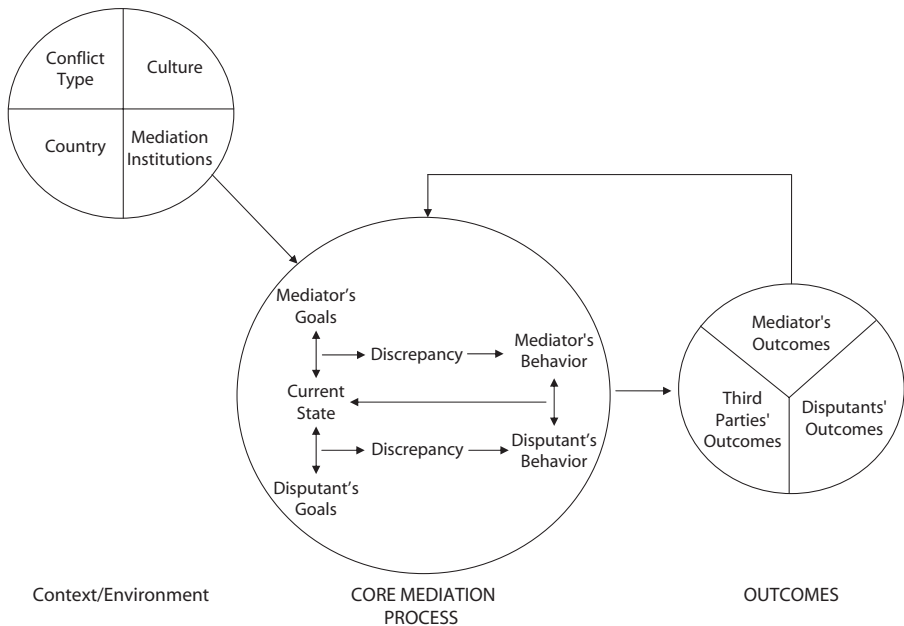 Conflict
Type
Culture
Country
Mediation
Institutions
Mediator's
Goals
Discrepancy
Mediator's
Behavior
Current
State
Discrepancy
Disputant's
Behavior
Disputant's
Goals
Mediator's
Outcomes
Third
Parties'
Outcomes
Disputants'
Outcomes
Context/Environment
CORE MEDIATION
PROCESS
OUTCOMES